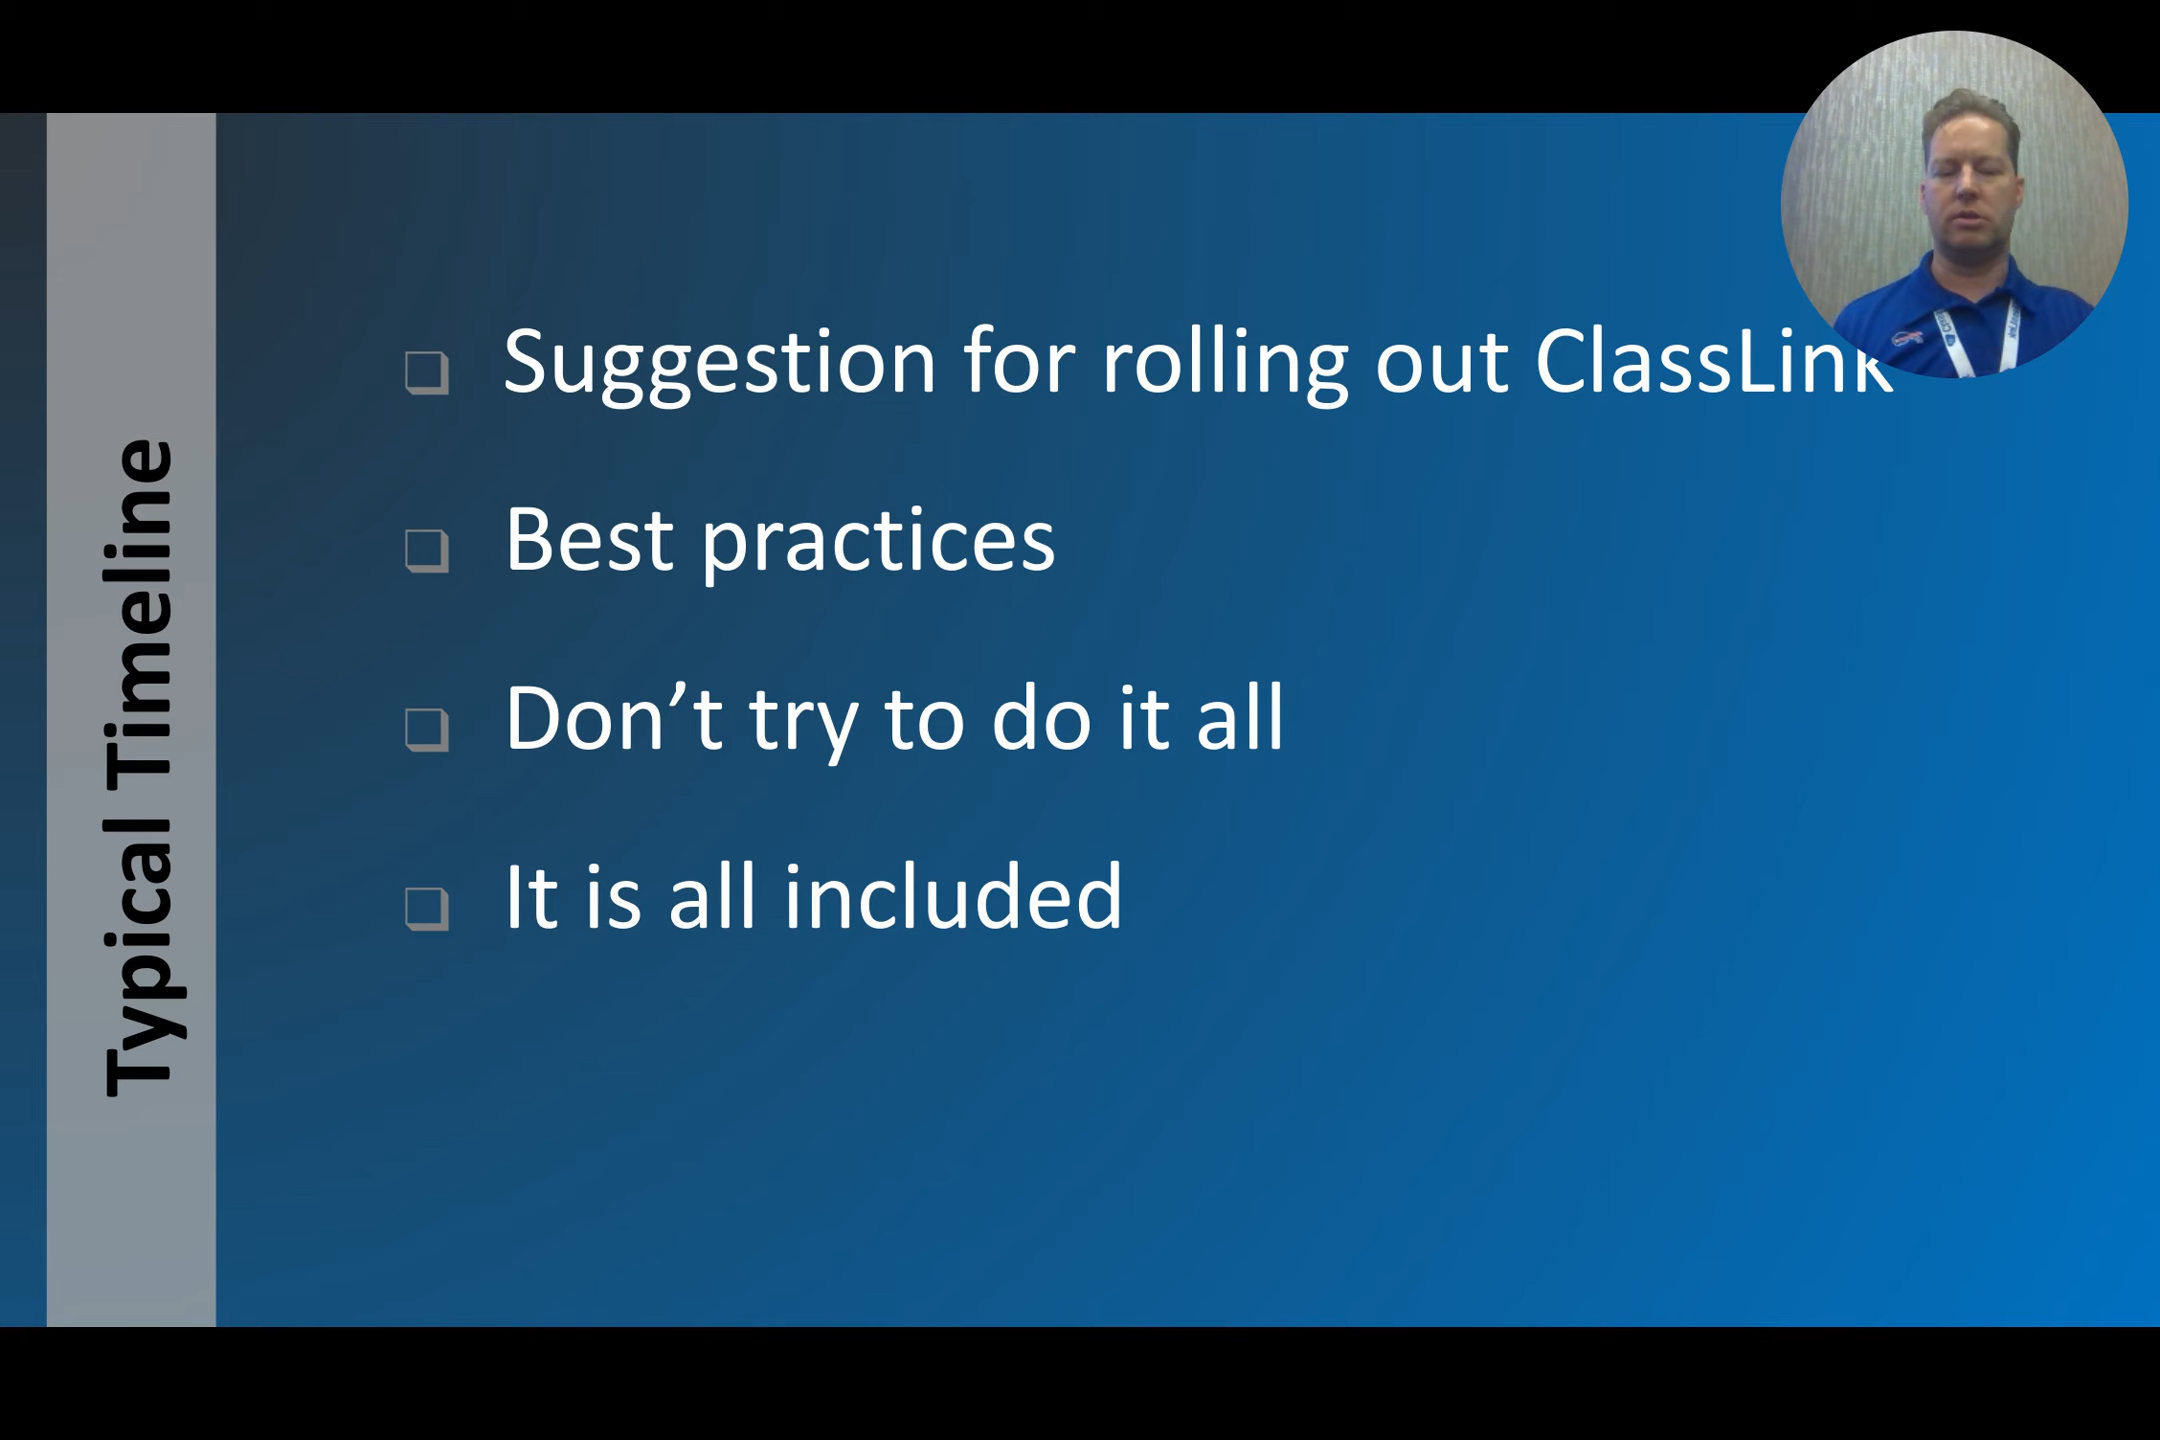 Typical Timeline
Suggestion for rolling out ClassLink
Best practices
Don’t try to do it all
It is all included